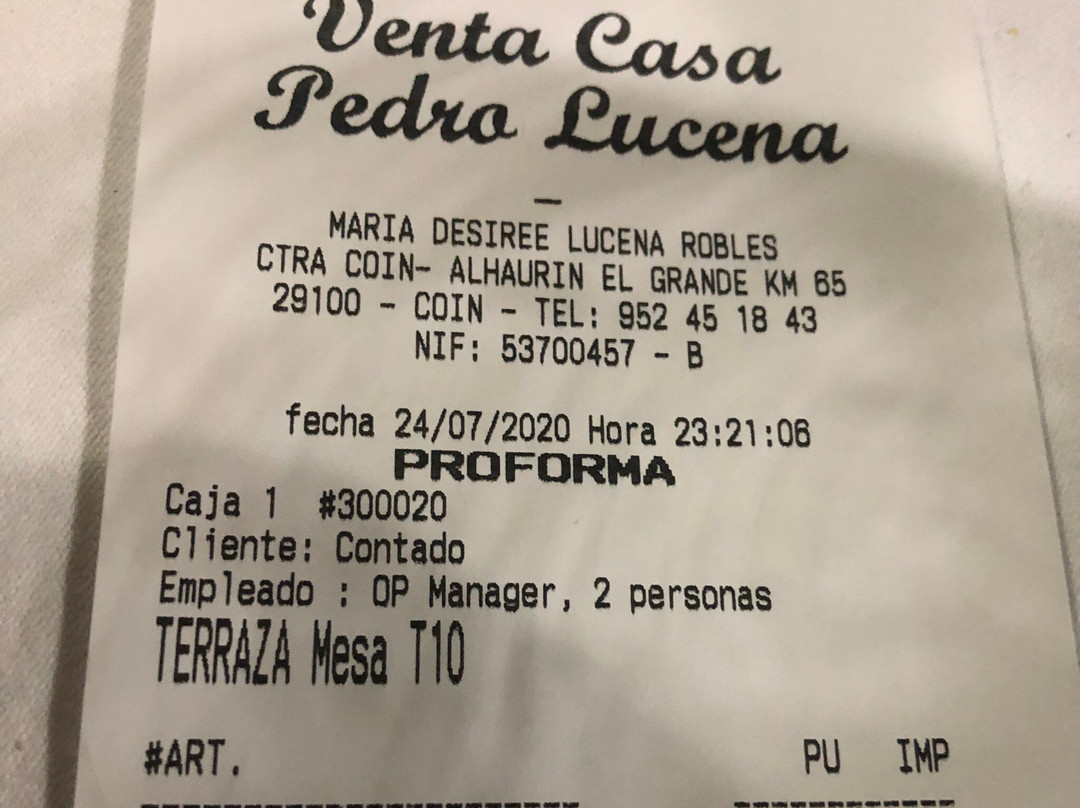 Venta Casa
Pedro Lucena
—
MARIA DESIREE LUCENA ROBLES
CTRA COIN- ALHAURIN EL GRANDE KM 65
29100 - COIN - TEL: 952 45 18 43
NIF: 53700457 - B
fecha 24/07/2020 Hora 23:21:06
PROFORMA
Caja 1 #300020
Cliente: Contado
Empleado : OP Manager, 2 personas
TERRAZA Mesa T10
#ART. PU IMP